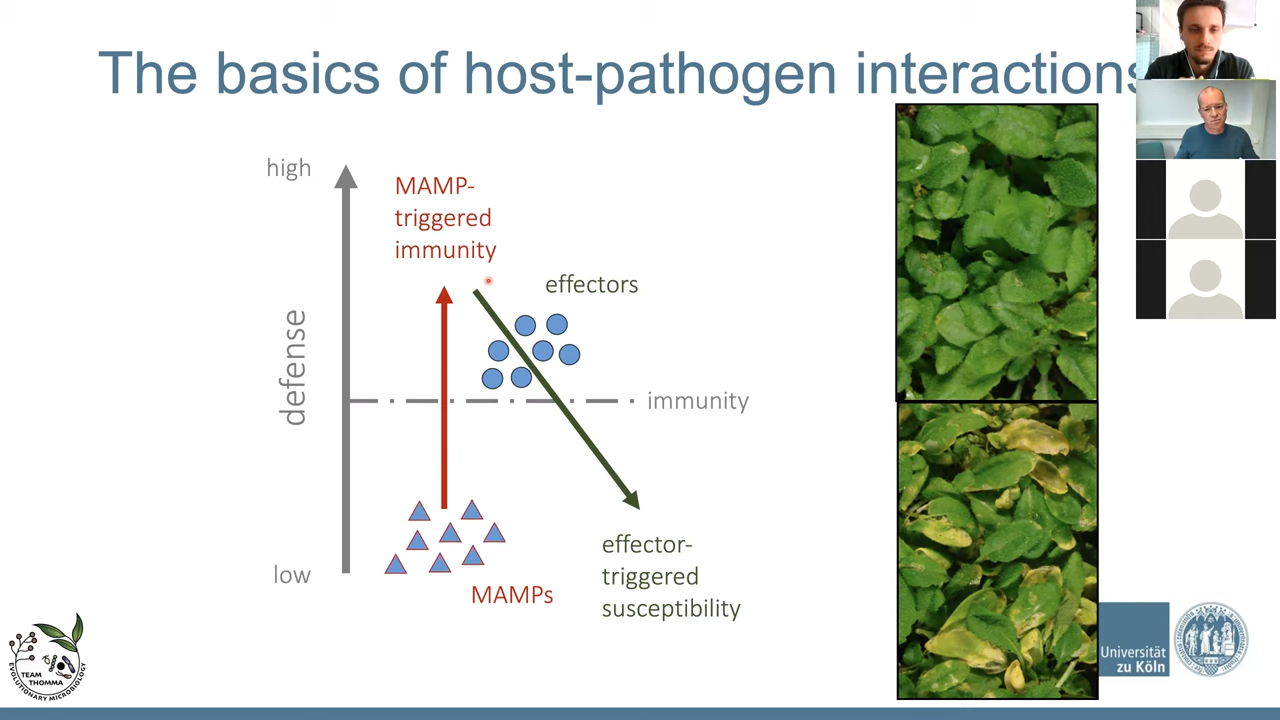 The basics of host-pathogen interactions
high
MAMP-
triggered
immunity
effectors
defense
immunity
effector-
triggered
susceptibility
low
MAMPs
TEAM
THOMMA
EVOLUTIONARY MICROBIOLOGY
Universität
zu Köln